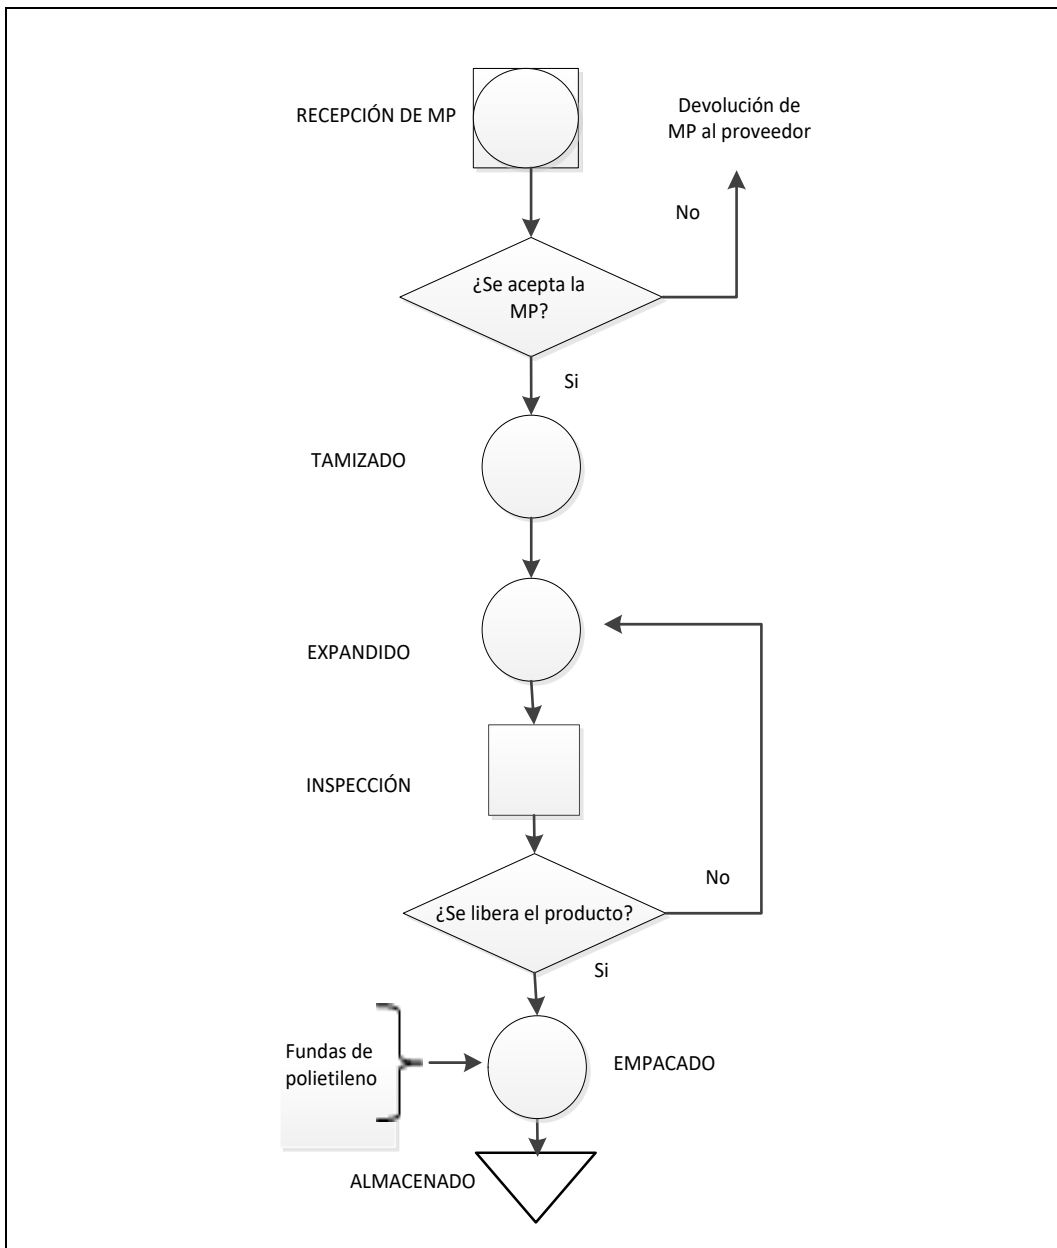 RECEPCIÓN DE MP
Devolución de
MP al proveedor
No
¿Se acepta la
MP?
Si
TAMIZADO
EXPANDIDO
INSPECCIÓN
No
¿Se libera el producto?
Si
Fundas de
polietileno
EMPACADO
ALMACENADO